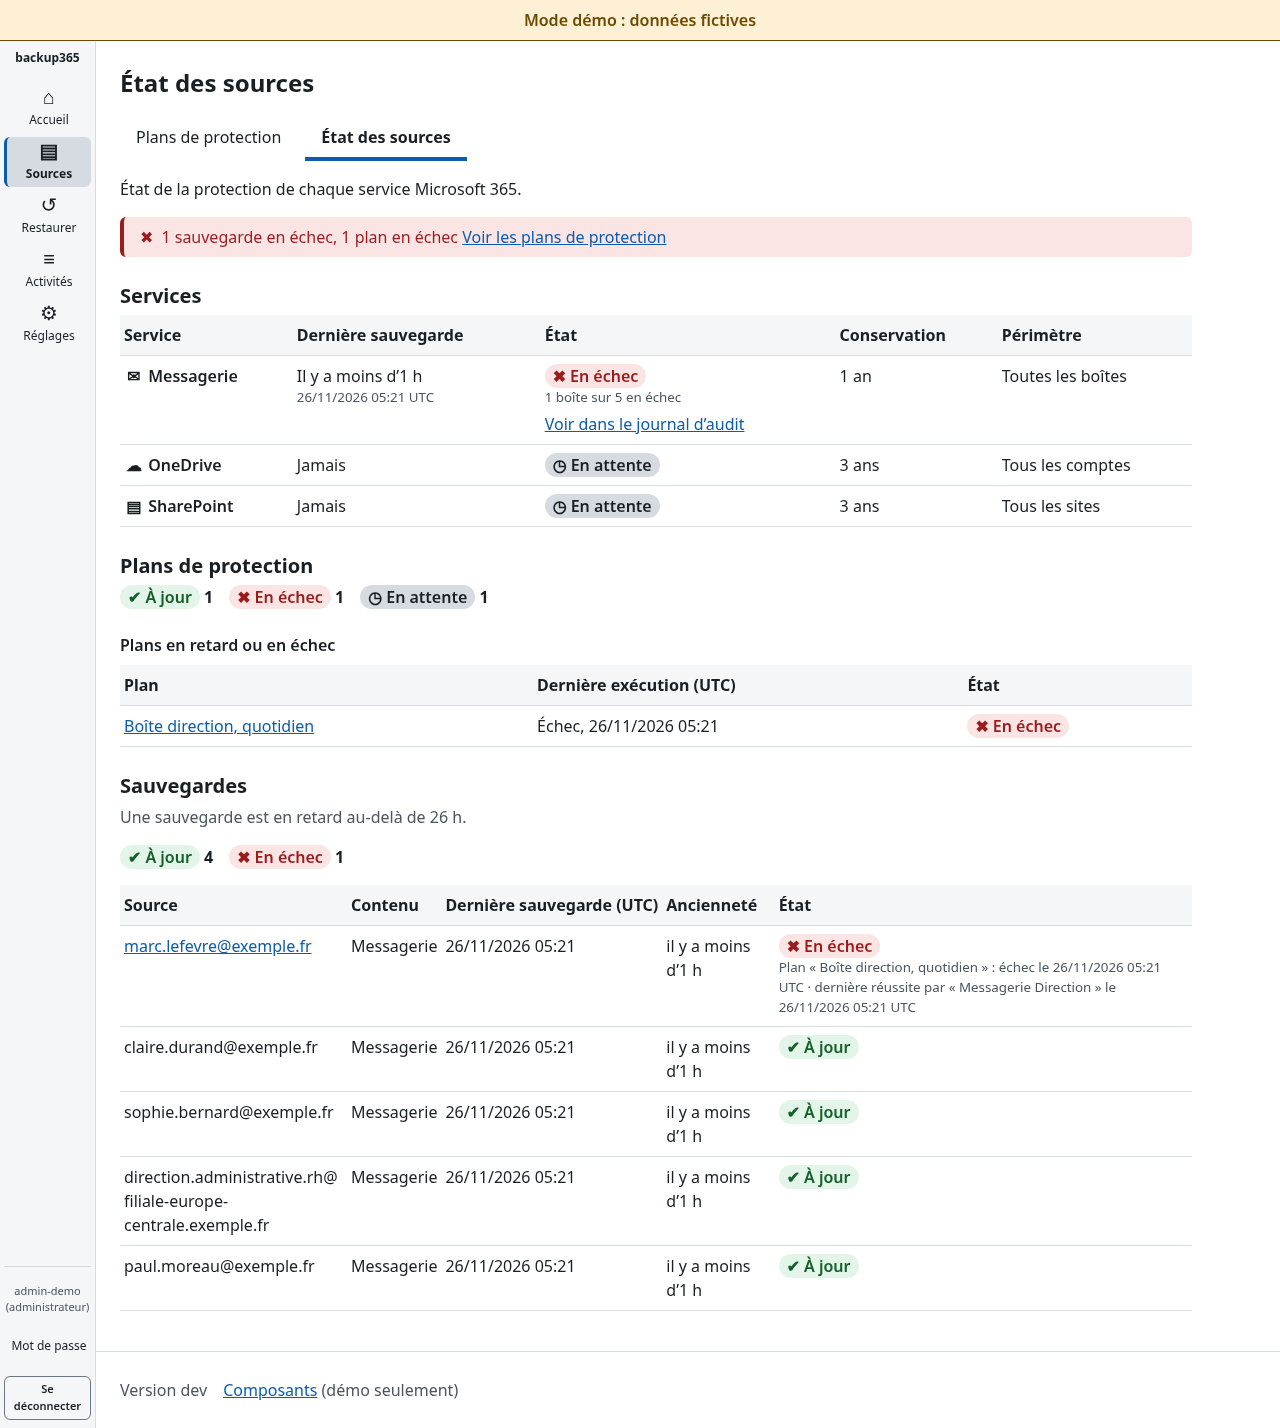 Mode démo : données fictives
backup365
Accueil
Sources
Restaurer
Activités
Réglages
admin-demo
(administrateur)
Mot de passe
Se
déconnecter
État des sources
Plans de protection
État des sources
État de la protection de chaque service Microsoft 365.
✖ 1 sauvegarde en échec, 1 plan en échec Voir les plans de protection
Services
Service Dernière sauvegarde État Conservation Périmètre
Messagerie Il y a moins d’1 h ✖ En échec 1 an Toutes les boîtes
26/11/2026 05:21 UTC 1 boîte sur 5 en échec
Voir dans le journal d’audit
OneDrive Jamais En attente 3 ans Tous les comptes
SharePoint Jamais En attente 3 ans Tous les sites
Plans de protection
✔ À jour 1 ✖ En échec 1 En attente 1
Plans en retard ou en échec
Plan Dernière exécution (UTC) État
Boîte direction, quotidien Échec, 26/11/2026 05:21 ✖ En échec
Sauvegardes
Une sauvegarde est en retard au-delà de 26 h.
✔ À jour 4 ✖ En échec 1
Source Contenu Dernière sauvegarde (UTC) Ancienneté État
marc.lefevre@exemple.fr Messagerie 26/11/2026 05:21 il y a moins ✖ En échec
d’1 h Plan « Boîte direction, quotidien » : échec le 26/11/2026 05:21
UTC · dernière réussite par « Messagerie Direction » le
26/11/2026 05:21 UTC
claire.durand@exemple.fr Messagerie 26/11/2026 05:21 il y a moins ✔ À jour
d’1 h
sophie.bernard@exemple.fr Messagerie 26/11/2026 05:21 il y a moins ✔ À jour
d’1 h
direction.administrative.rh@ Messagerie 26/11/2026 05:21 il y a moins ✔ À jour
filiale-europe- d’1 h
centrale.exemple.fr
paul.moreau@exemple.fr Messagerie 26/11/2026 05:21 il y a moins ✔ À jour
d’1 h
Version dev Composants (démo seulement)